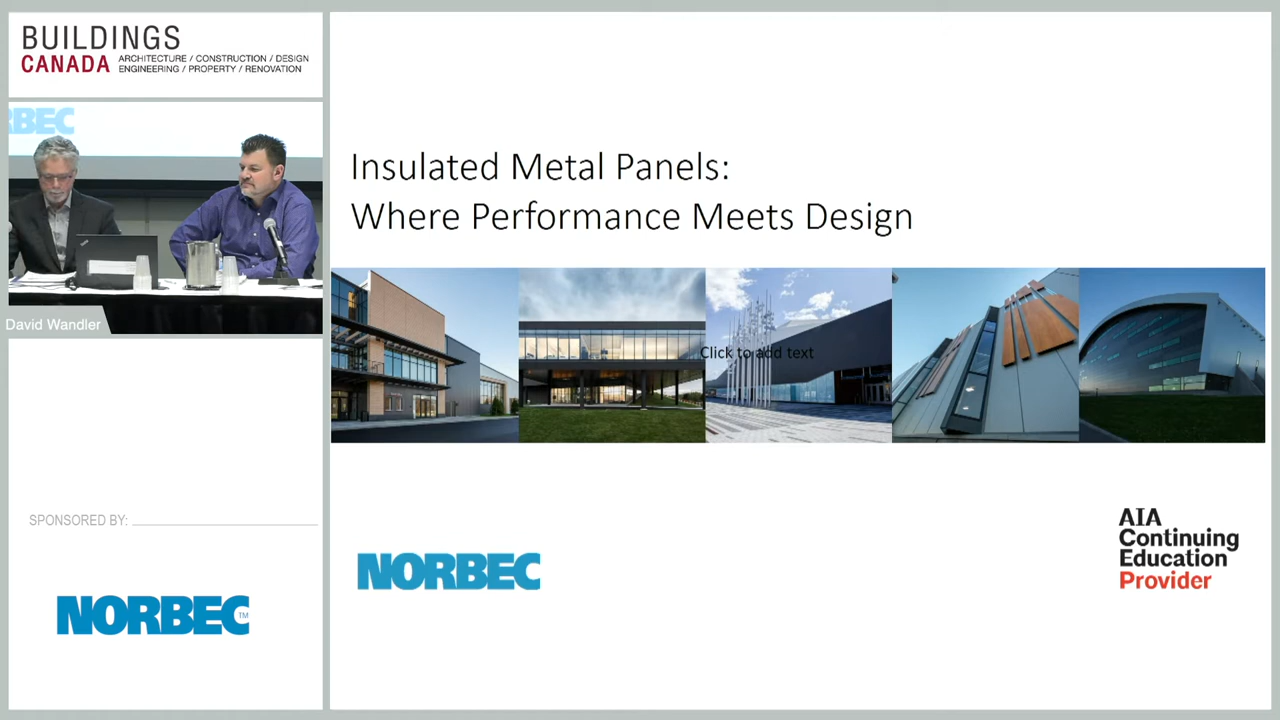 BUILDINGS
CANADA
ARCHITECTURE / CONSTRUCTION / DESIGN
ENGINEERING / PROPERTY / RENOVATION
RBEC
David Wandler
SPONSORED BY:
NORBEC™
Insulated Metal Panels:
Where Performance Meets Design
Click to add text
NORBEC
AIA
Continuing
Education
Provider